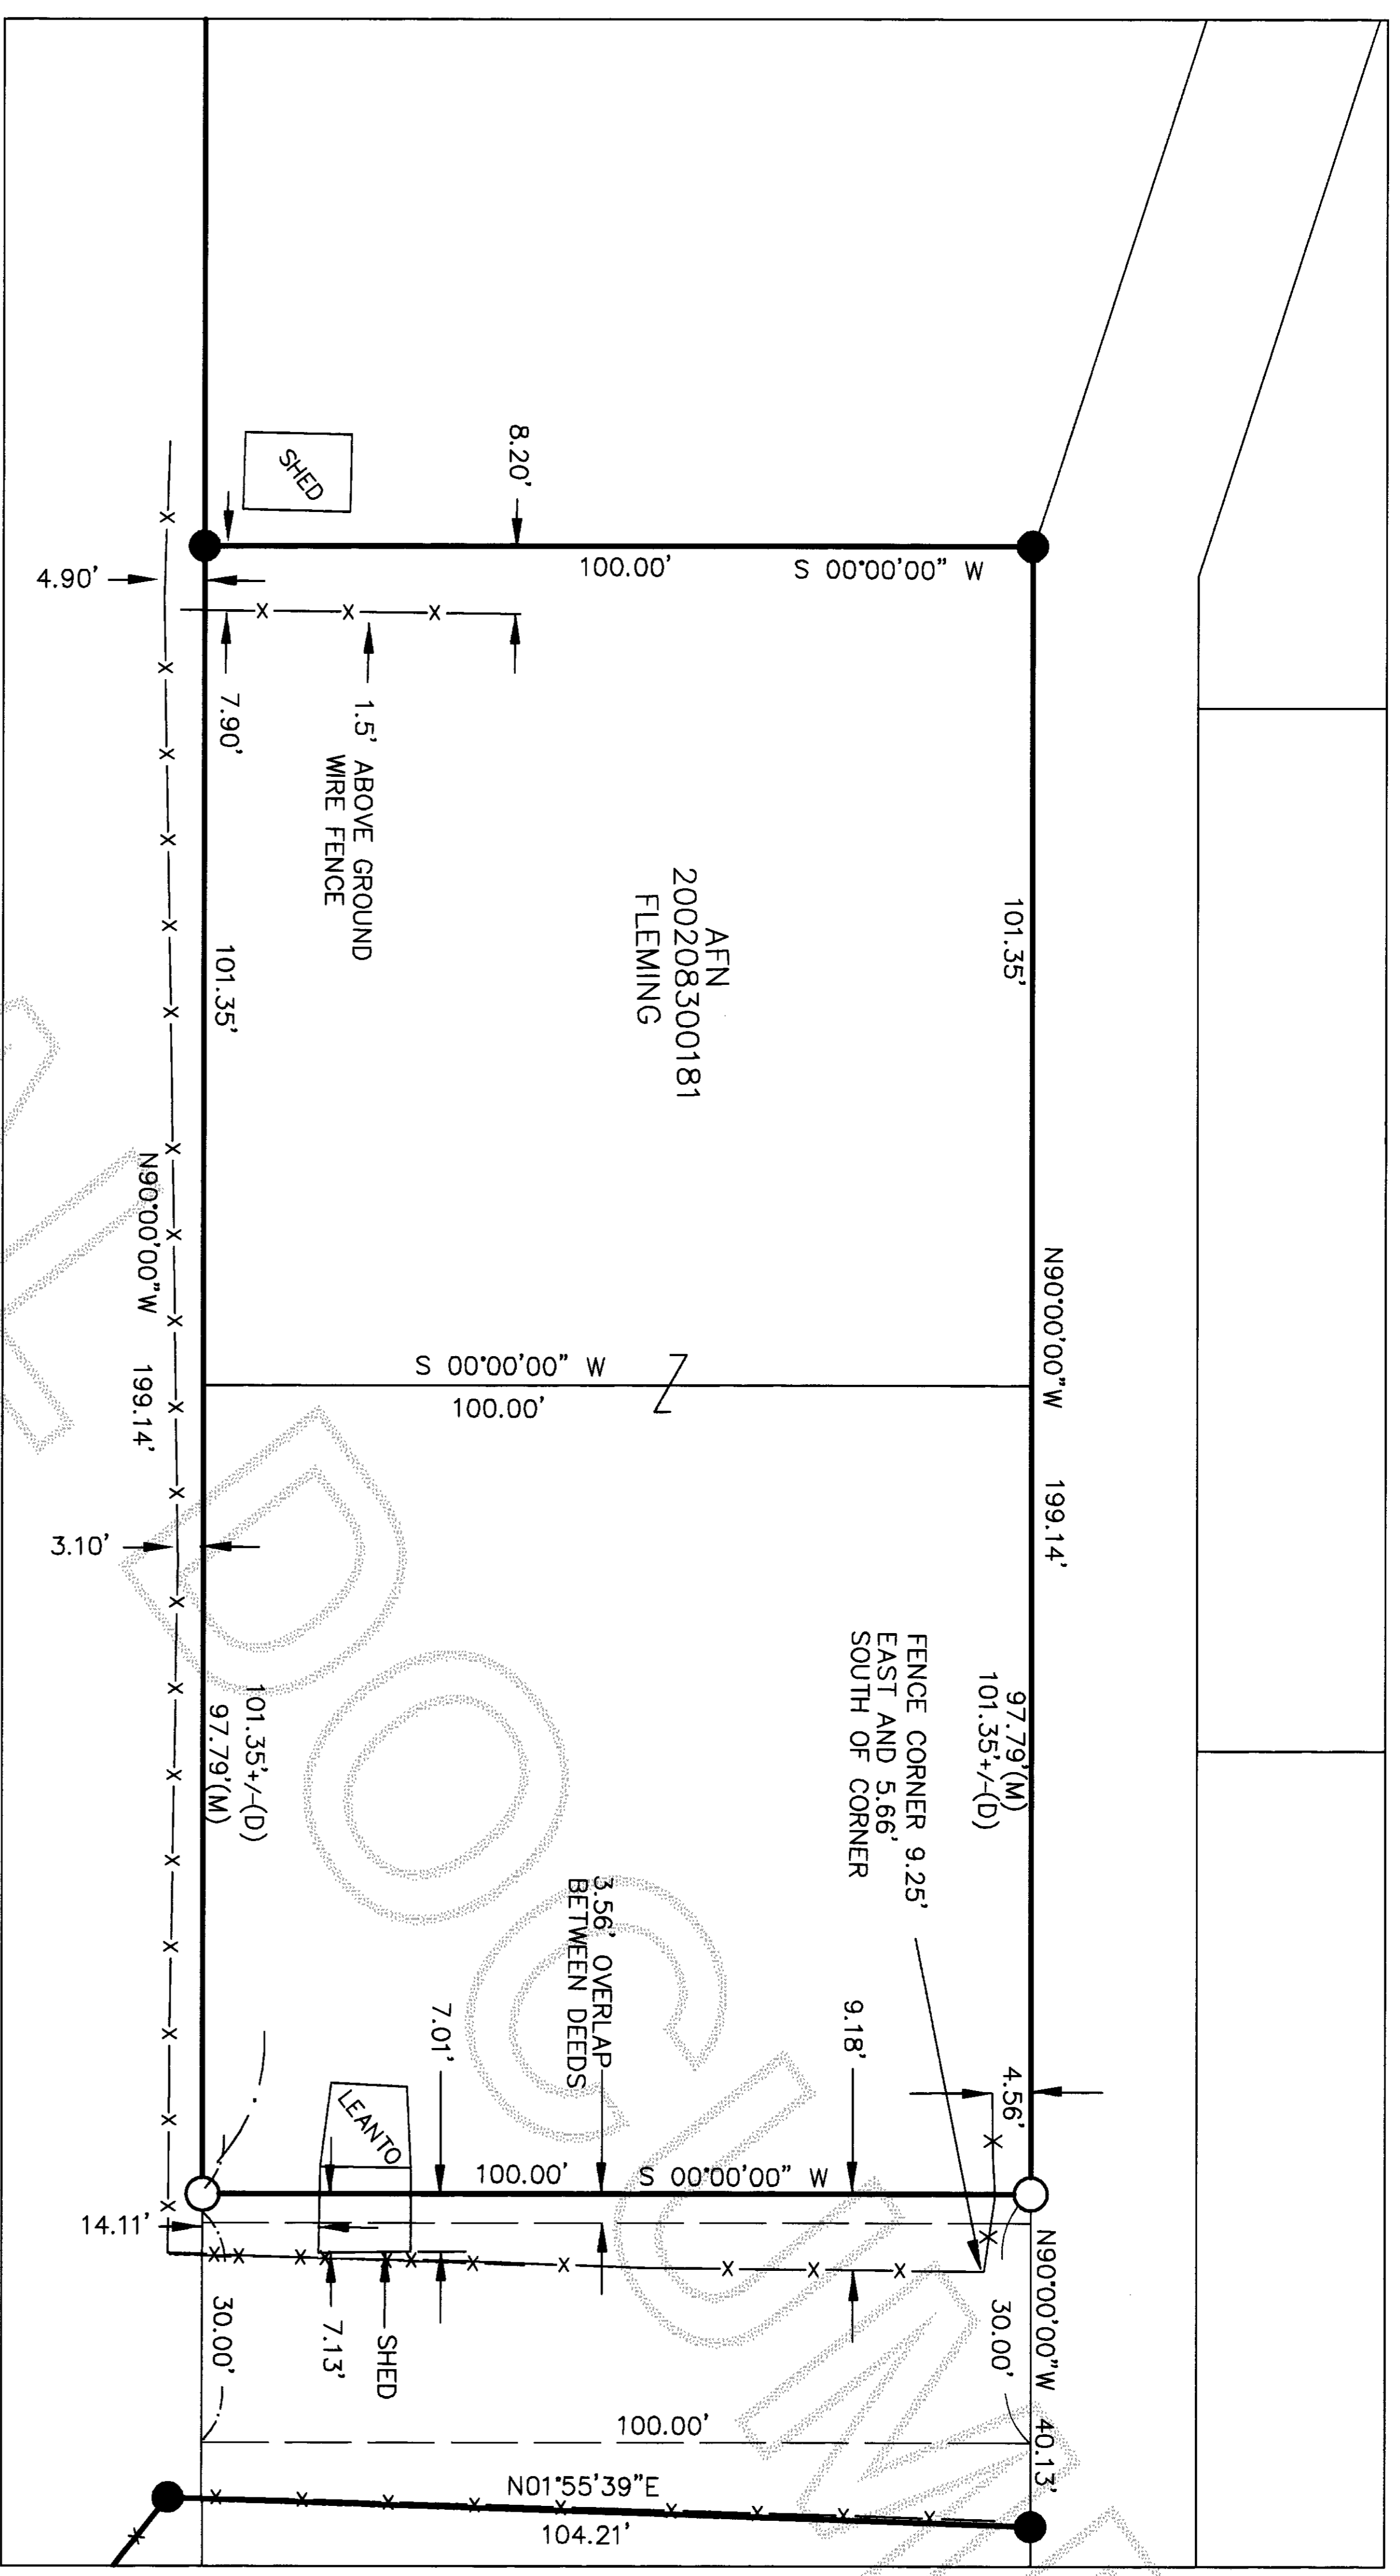 N90°00'00"W 199.14'
N90°00'00"W 40.13'
101.35'
97.79'(M)
101.35'+/-(D)
4.56'
30.00'
FENCE CORNER 9.25'
EAST AND 5.66'
SOUTH OF CORNER
9.18'
S 00°00'00" W
100.00'
AFN
200208300181
FLEMING
S 00°00'00" W
100.00'
3.56' OVERLAP
BETWEEN DEEDS
S 00°00'00" W
100.00'
100.00'
N01°55'39"E
104.21'
8.20'
7.01'
1.5' ABOVE GROUND
WIRE FENCE
SHED
LEANTO
SHED
7.13'
7.90'
101.35'
101.35'+/-(D)
97.79'(M)
30.00'
4.90'
N90°00'00"W 199.14'
3.10'
14.11'